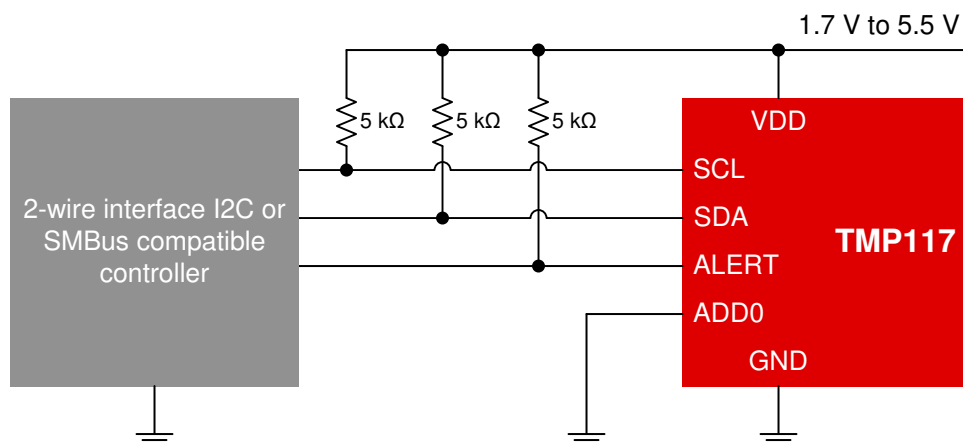 1.7 V to 5.5 V
5 kΩ
5 kΩ
5 kΩ
VDD
SCL
2-wire interface I2C or
SMBus compatible
controller
SDA
TMP117
ALERT
ADD0
GND